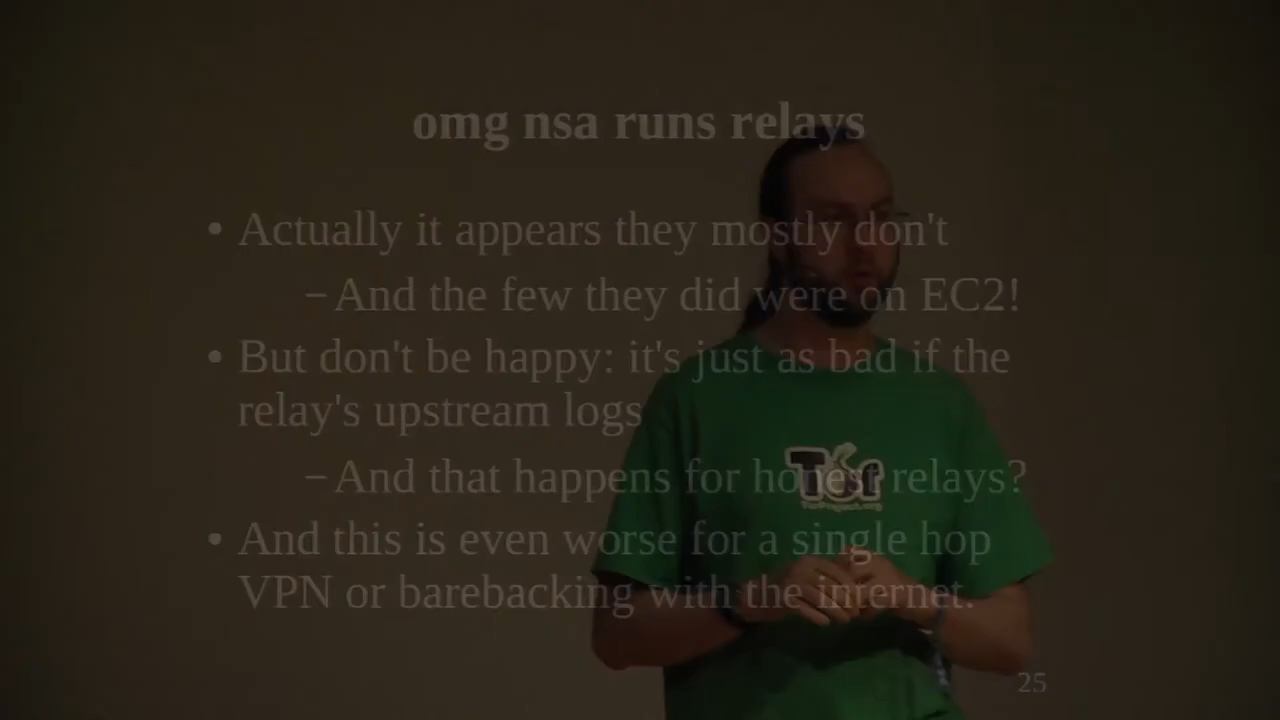 omg nsa runs relays
• Actually it appears they mostly don't
– And the few they did were on EC2!
• But don't be happy: it's just as bad if the
relay's upstream logs
– And that happens for honest relays?
• And this is even worse for a single hop
VPN or barebacking with the internet.
Tor
25